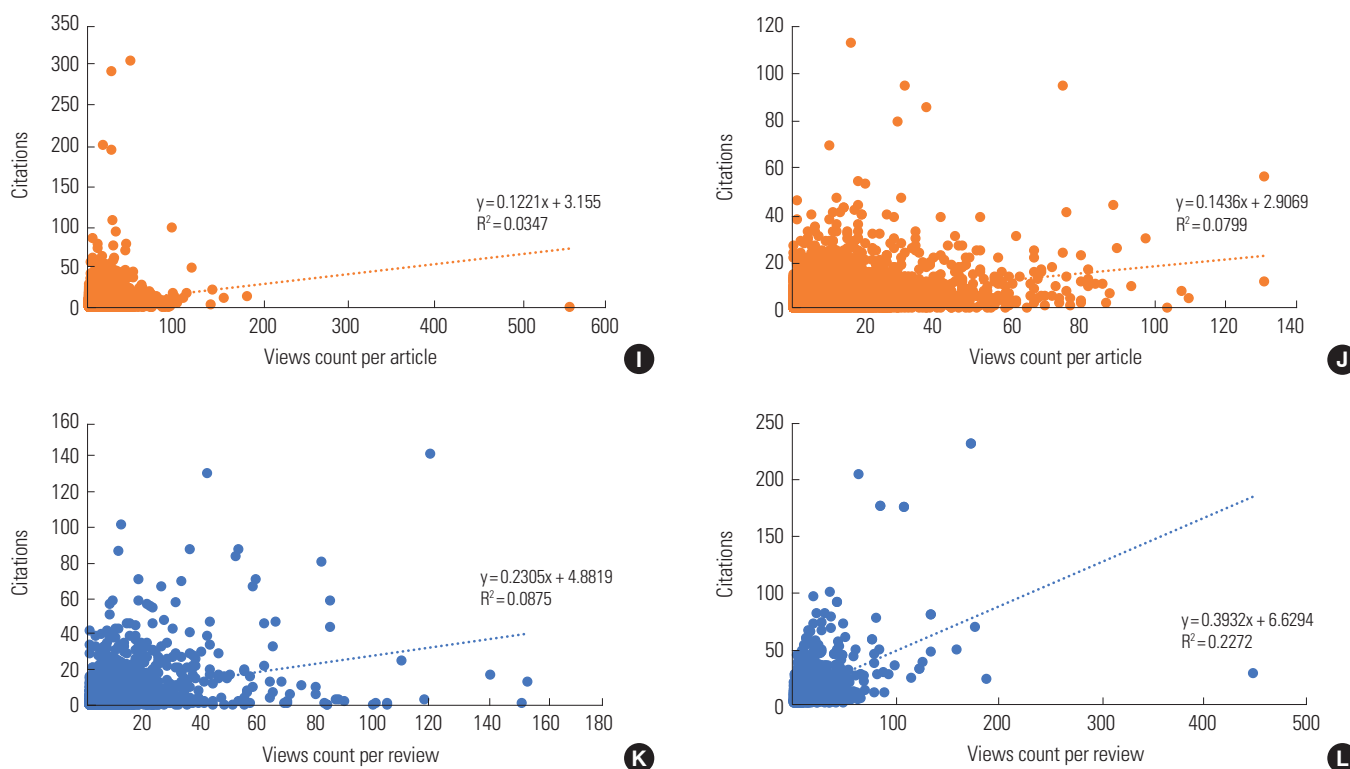 350
300
250
200
150
100
50
0
Citations
y=0.1221x + 3.155
R²=0.0347
100 200 300 400 500 600
Views count per article
I
120
100
80
60
40
20
0
Citations
y=0.1436x + 2.9069
R²=0.0799
20 40 60 80 100 120 140
Views count per article
J
160
140
120
100
80
60
40
20
0
Citations
y=0.2305x + 4.8819
R²=0.0875
20 40 60 80 100 120 140 160 180
Views count per review
K
250
200
150
100
50
0
Citations
y=0.3932x + 6.6294
R²=0.2272
100 200 300 400 500
Views count per review
L